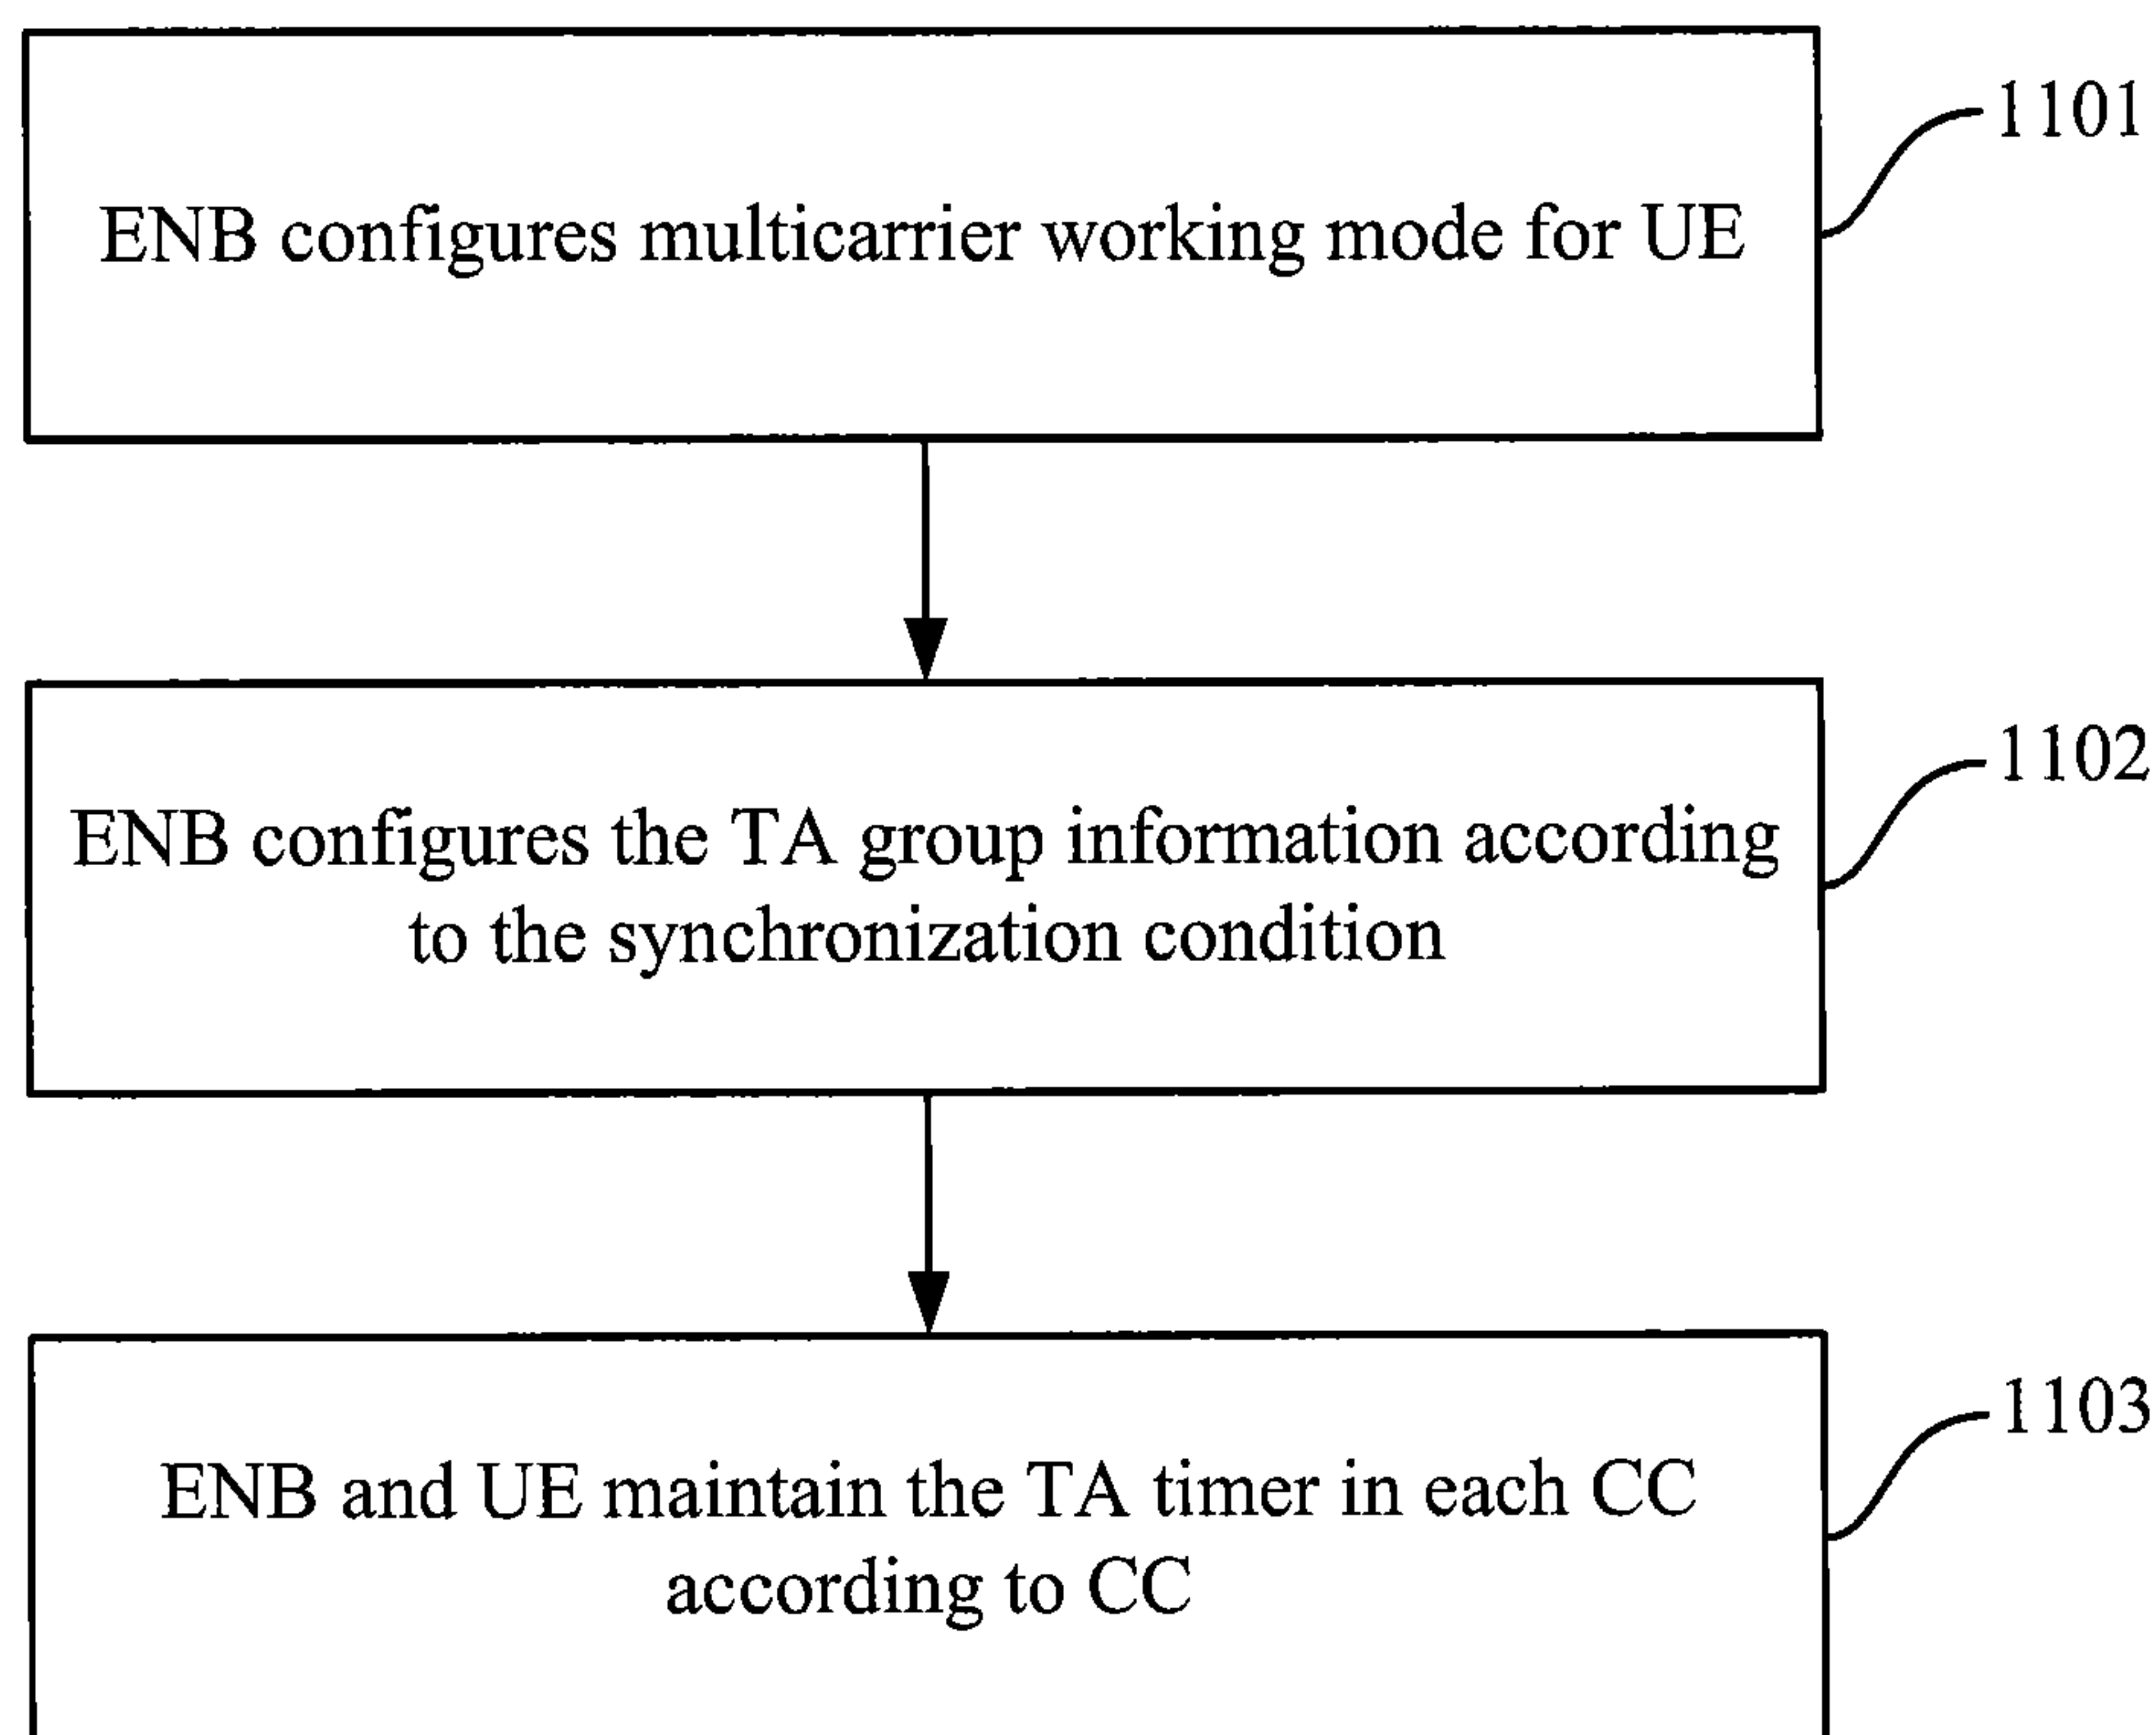 1101
ENB configures multicarrier working mode for UE
1102
ENB configures the TA group information according
to the synchronization condition
1103
ENB and UE maintain the TA timer in each CC
according to CC